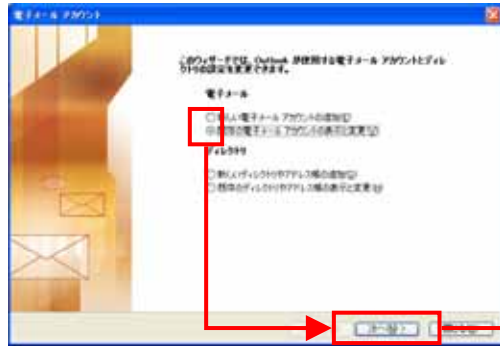 電子メール アカウント
このウィザードでは、Outlook が使用する電子メール アカウントとディレ
クトリの設定を変更できます。
電子メール
新しい電子メール アカウントの追加(E)
既存の電子メール アカウントの表示と変更(V)
ディレクトリ
新しいディレクトリやアドレス帳の追加(D)
既存のディレクトリやアドレス帳の表示と変更(W)
次へ(N) >